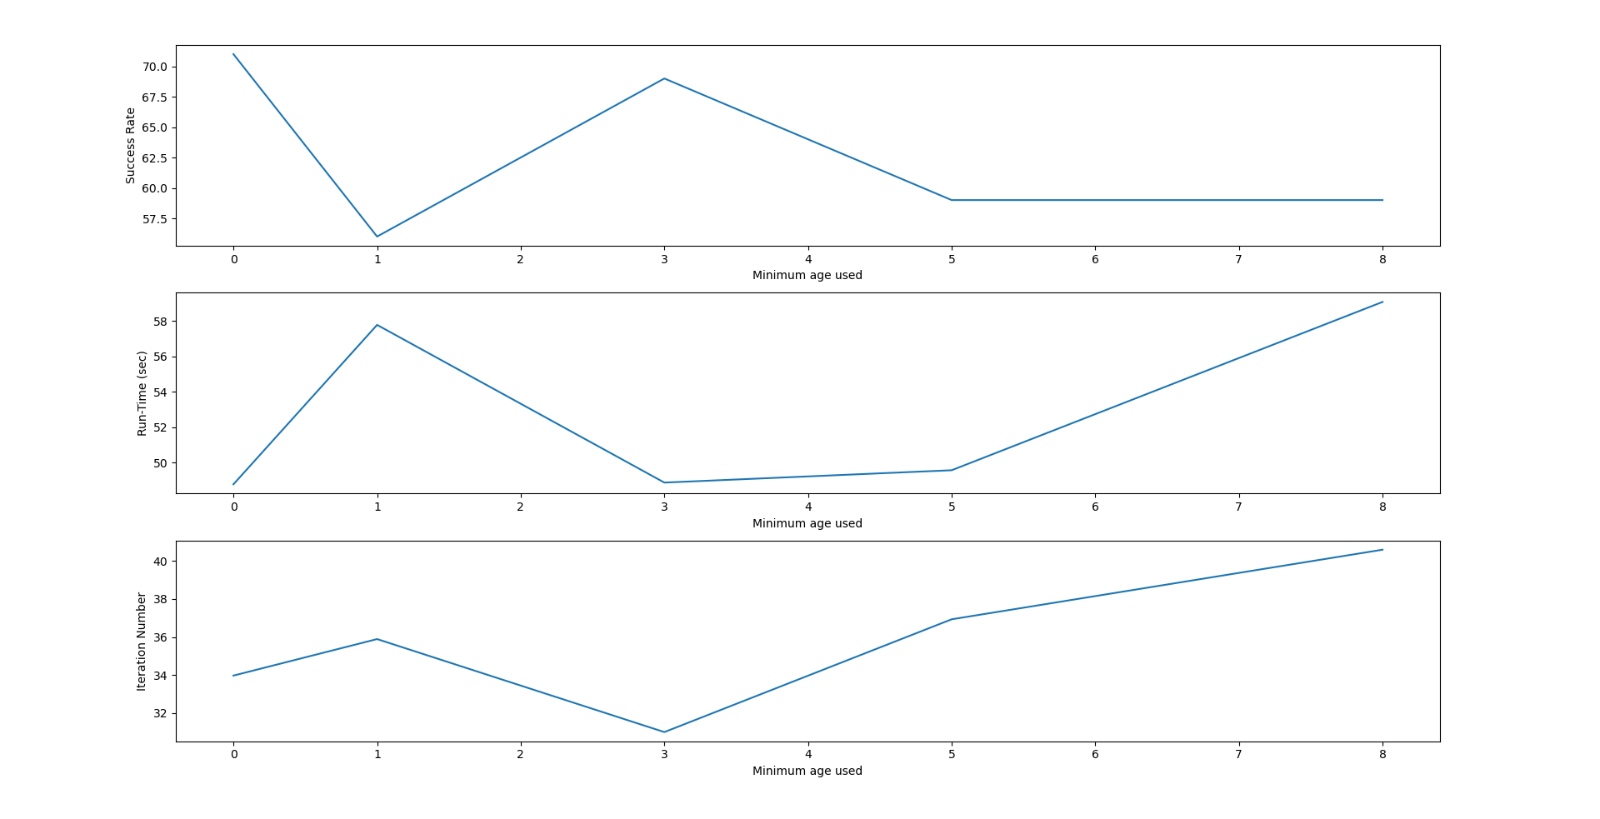 70.0
67.5
65.0
62.5
60.0
57.5
Success Rate
0 1 2 3 4 5 6 7 8
Minimum age used
58
56
54
52
50
Run-Time (sec)
0 1 2 3 4 5 6 7 8
Minimum age used
40
38
36
34
32
Iteration Number
0 1 2 3 4 5 6 7 8
Minimum age used